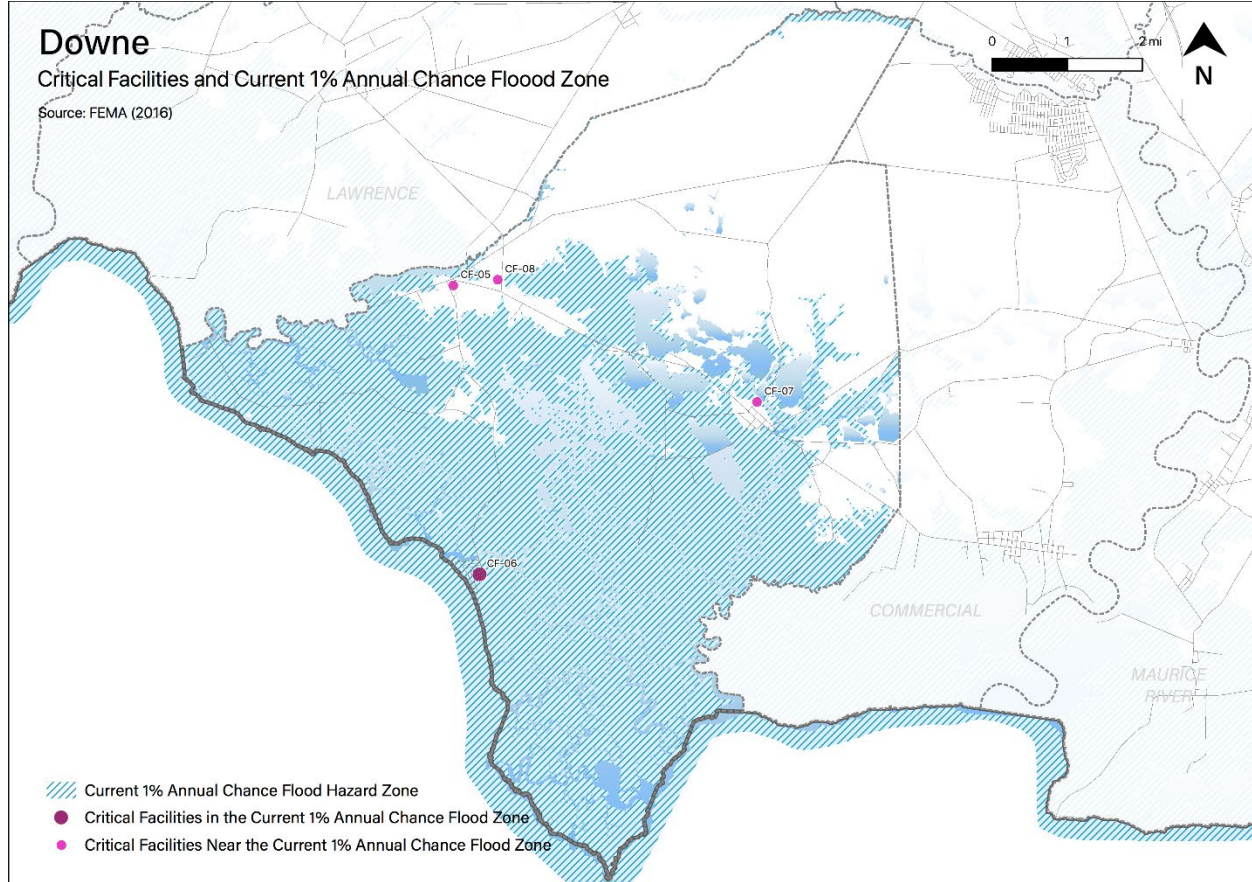 Downe
Critical Facilities and Current 1% Annual Chance Floood Zone
Source: FEMA (2016)
0 1 2 mi
N
LAWRENCE
CF-05
CF-08
CF-07
CF-06
COMMERCIAL
MAURICE
RIVER
Current 1% Annual Chance Flood Hazard Zone
Critical Facilities in the Current 1% Annual Chance Flood Zone
Critical Facilities Near the Current 1% Annual Chance Flood Zone